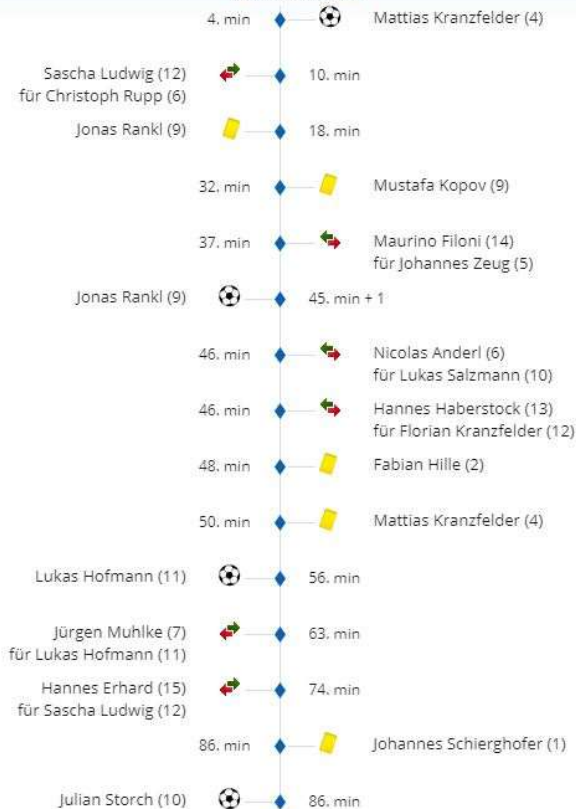 4. min Mattias Kranzfelder (4)
Sascha Ludwig (12) 10. min
für Christoph Rupp (6)
Jonas Rankl (9) 18. min
32. min Mustafa Kopov (9)
37. min Maurino Filoni (14)
für Johannes Zeug (5)
Jonas Rankl (9) 45. min + 1
46. min Nicolas Anderl (6)
für Lukas Salzmann (10)
46. min Hannes Haberstock (13)
für Florian Kranzfelder (12)
48. min Fabian Hille (2)
50. min Mattias Kranzfelder (4)
Lukas Hofmann (11) 56. min
Jürgen Muhlke (7) 63. min
für Lukas Hofmann (11)
Hannes Erhard (15) 74. min
für Sascha Ludwig (12)
86. min Johannes Schierghofer (1)
Julian Storch (10) 86. min